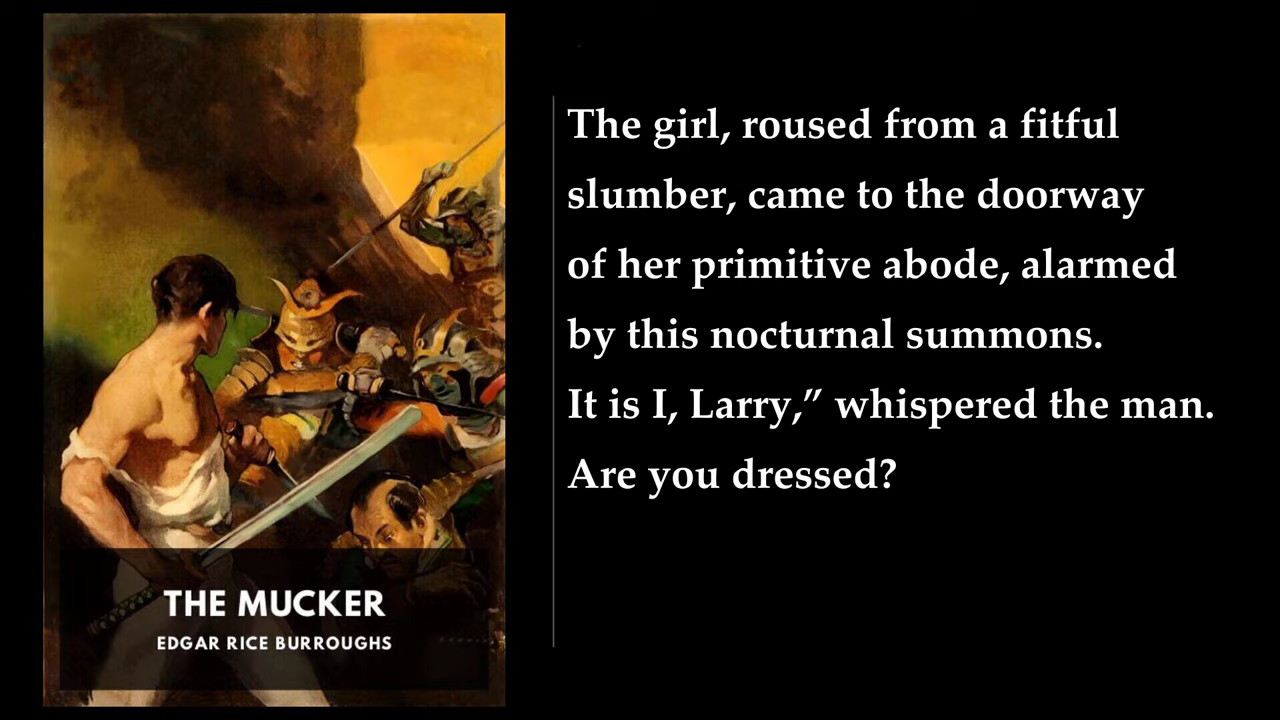 THE MUCKER
EDGAR RICE BURROUGHS
The girl, roused from a fitful
slumber, came to the doorway
of her primitive abode, alarmed
by this nocturnal summons.
It is I, Larry,” whispered the man.
Are you dressed?